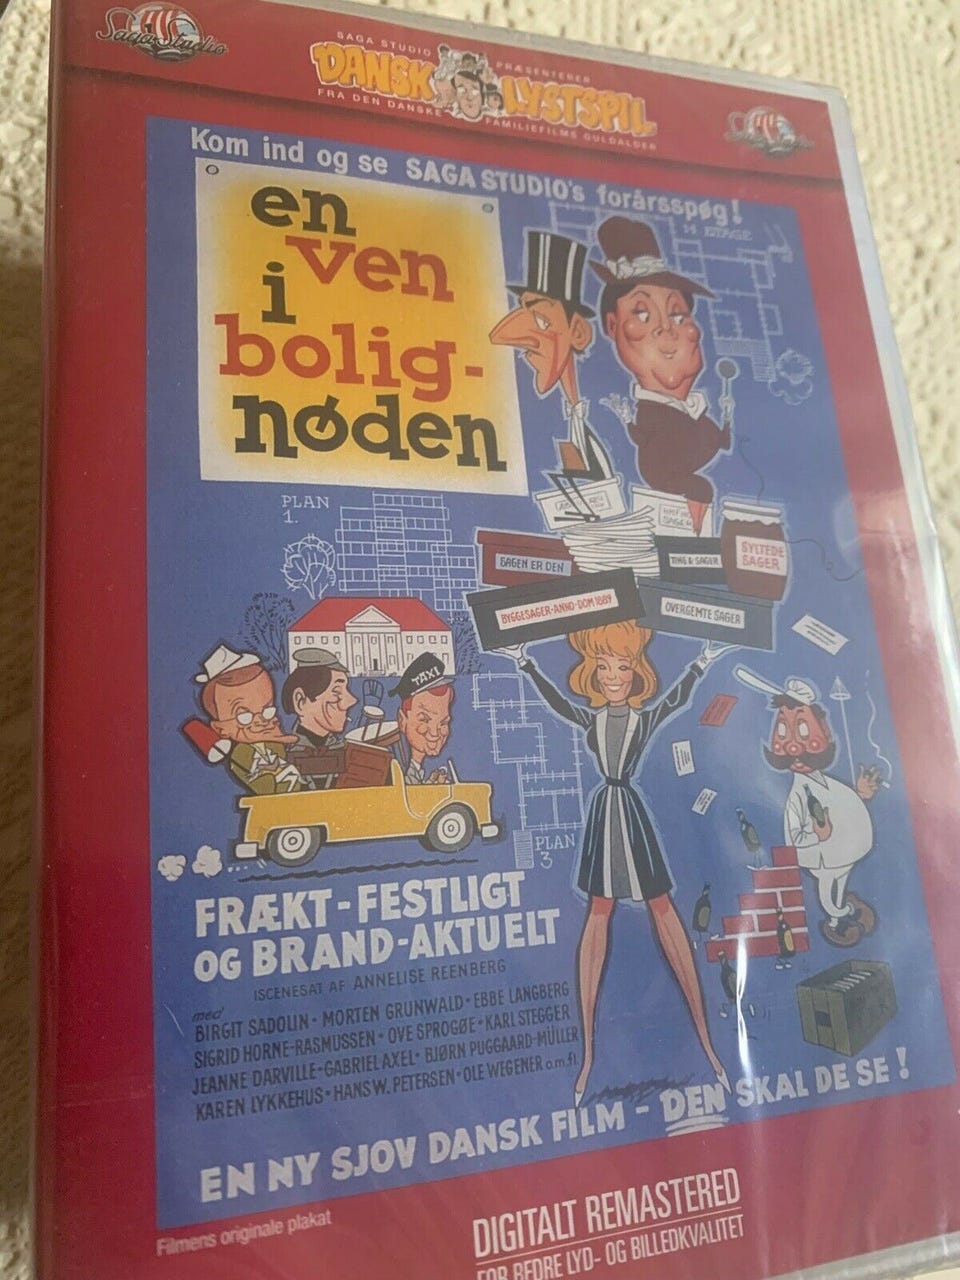 Saga Studio
SAGA STUDIO PRÆSENTERER
DANSK LYSTSPIL
FRA DEN DANSKE FAMILIEFILMS GULDALDER
Kom ind og se SAGA STUDIO's forårsspøg!
en
ven
i
bolig-
nøden
14 ETAGE
PLAN
1.
SAGEN ER DEN
TING & SAGER
SYLTEDE
SAGER
BYGGESAGER-ANNO-DOM 1889
OVERGEMTE SAGER
TAXI
PLAN
3
FRÆKT-FESTLIGT
OG BRAND-AKTUELT
ISCENESAT AF ANNELISE REENBERG
med
BIRGIT SADOLIN · MORTEN GRUNWALD · EBBE LANGBERG
SIGRID HORNE-RASMUSSEN · OVE SPROGØE · KARL STEGGER
JEANNE DARVILLE · GABRIEL AXEL · BJØRN PUGGAARD-MÜLLER
KAREN LYKKEHUS · HANS W. PETERSEN · OLE WEGENER o.m.fl.
EN NY SJOV DANSK FILM - DEN SKAL DE SE!
Filmens originale plakat
DIGITALT REMASTERED
FOR BEDRE LYD- OG BILLEDKVALITET